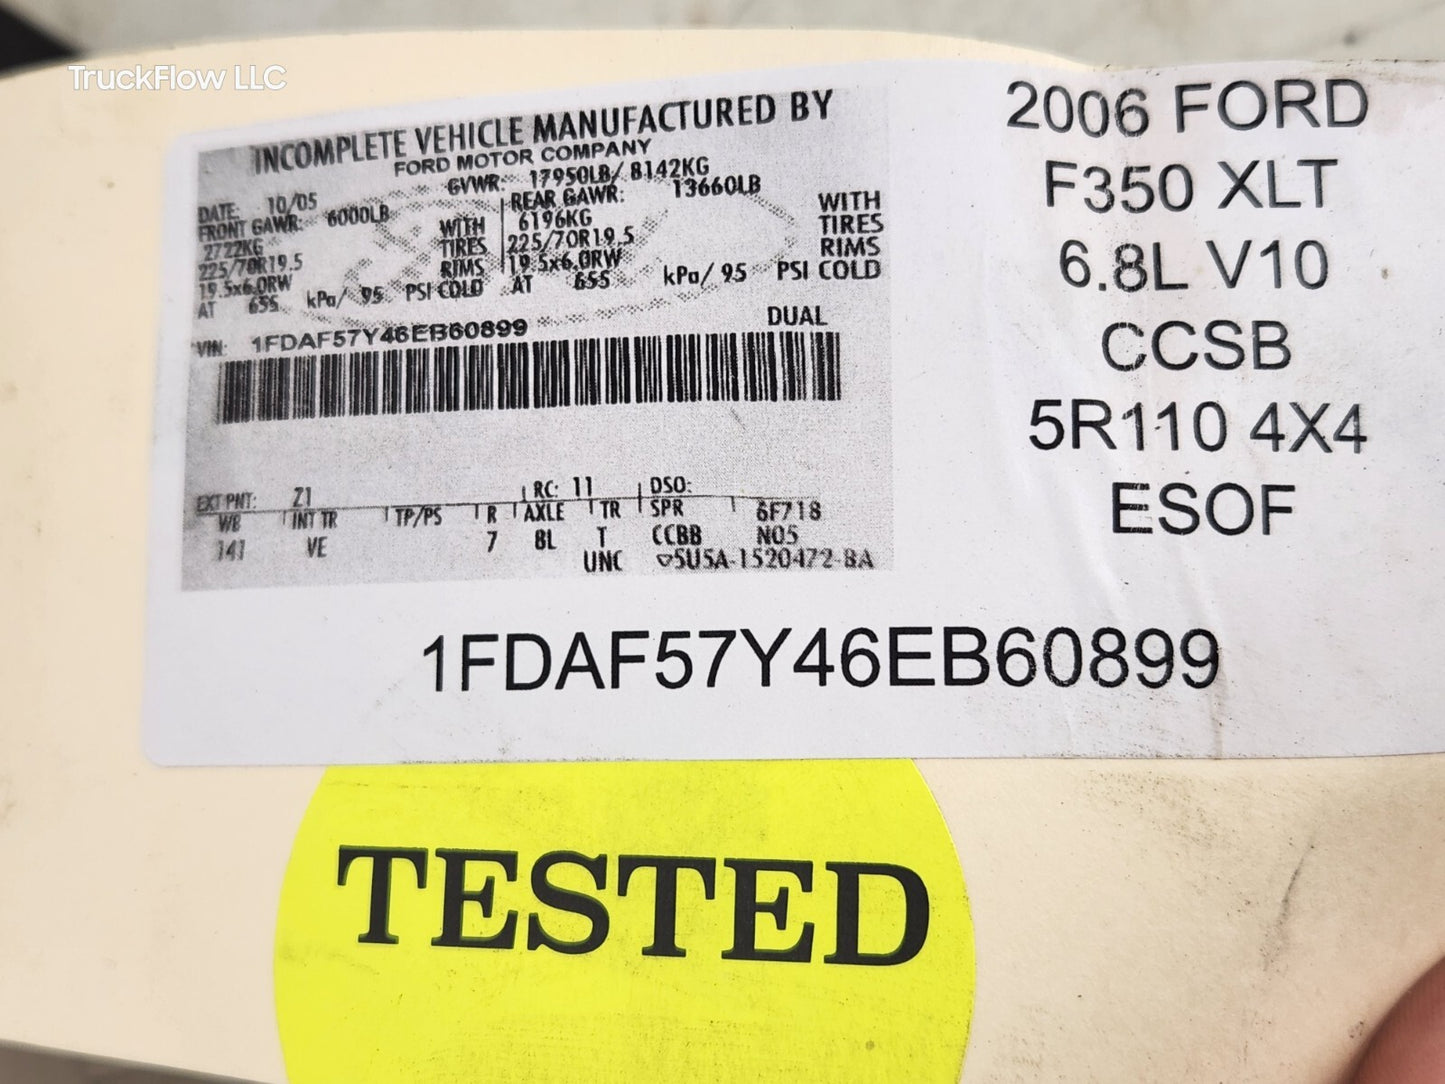 TruckFlow LLC
INCOMPLETE VEHICLE MANUFACTURED BY
FORD MOTOR COMPANY
DATE: 10/05 GVWR: 17950LB/ 8142KG
FRONT GAWR: 6000LB REAR GAWR: 13660LB
2722KG WITH 6196KG WITH
225/70R19.5 TIRES 225/70R19.5 TIRES
19.5x6.0RW RIMS 19.5x6.0RW RIMS
AT 655 kPa/ 95 PSI COLD AT 655 kPa/ 95 PSI COLD
VIN: 1FDAF57Y46EB60899 DUAL
EXT PNT: Z1 RC: 11 DSO:
WB INT TR TP/PS R AXLE TR SPR 6F718
141 VE 7 8L T CCBB N05
UNC 5U5A-1520472-BA
2006 FORD
F350 XLT
6.8L V10
CCSB
5R110 4X4
ESOF
1FDAF57Y46EB60899
TESTED